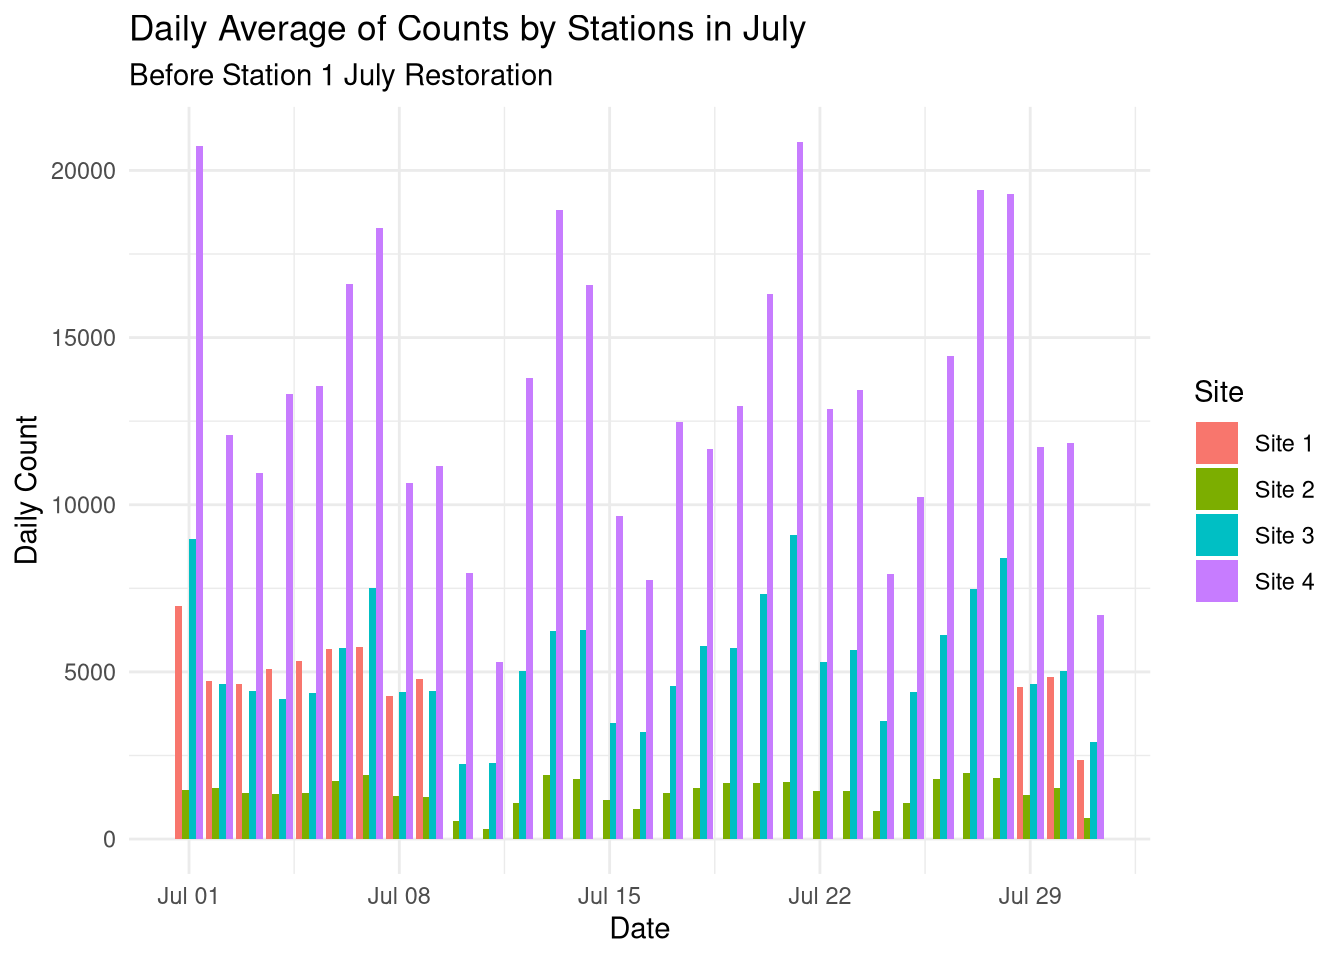 Daily Average of Counts by Stations in July
Before Station 1 July Restoration
20000
15000
10000
5000
0
Daily Count
Jul 01
Jul 08
Jul 15
Jul 22
Jul 29
Date
Site
Site 1
Site 2
Site 3
Site 4